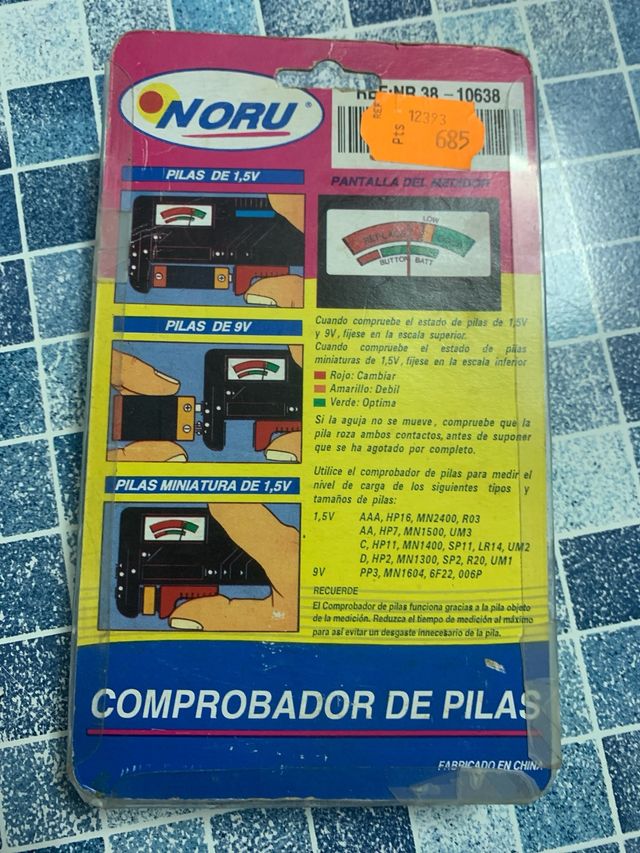 NORU®
REF:NR 38 – 10638
REF
12393
Pts
685
PILAS DE 1,5V
PANTALLA DEL MEDIDOR
LOW
REPLACE
GOOD
BUTTON BATT
PILAS DE 9V
Cuando compruebe el estado de pilas de 1,5V
y 9V, fijese en la escala superior.
Cuando compruebe el estado de pilas
miniaturas de 1,5V, fijese en la escala inferior
Rojo: Cambiar
Amarillo: Debil
Verde: Optima
Si la aguja no se mueve, compruebe que la
pila roza ambos contactos, antes de suponer
que se ha agotado por completo.
PILAS MINIATURA DE 1,5V
Utilice el comprobador de pilas para medir el
nivel de carga de los siguientes tipos y
tamaños de pilas:
1,5V AAA, HP16, MN2400, R03
AA, HP7, MN1500, UM3
C, HP11, MN1400, SP11, LR14, UM2
D, HP2, MN1300, SP2, R20, UM1
9V PP3, MN1604, 6F22, 006P
RECUERDE
El Comprobador de pilas funciona gracias a la pila objeto
de la medición. Reduzca el tiempo de medición al máximo
para así evitar un desgaste innecesario de la pila.
COMPROBADOR DE PILAS
FABRICADO EN CHINA